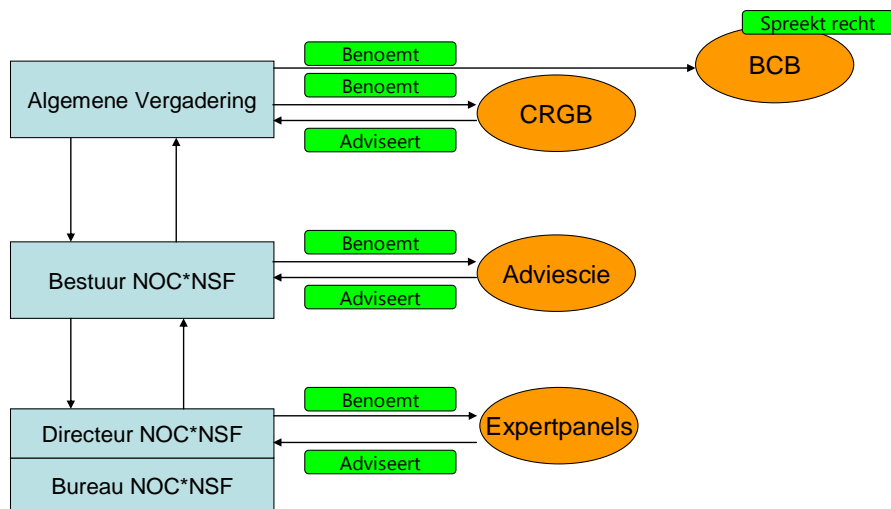 Spreekt recht
Benoemt
BCB
Algemene Vergadering
Benoemt
CRGB
Adviseert
Benoemt
Bestuur NOC*NSF
Adviescie
Adviseert
Benoemt
Directeur NOC*NSF
Expertpanels
Adviseert
Bureau NOC*NSF